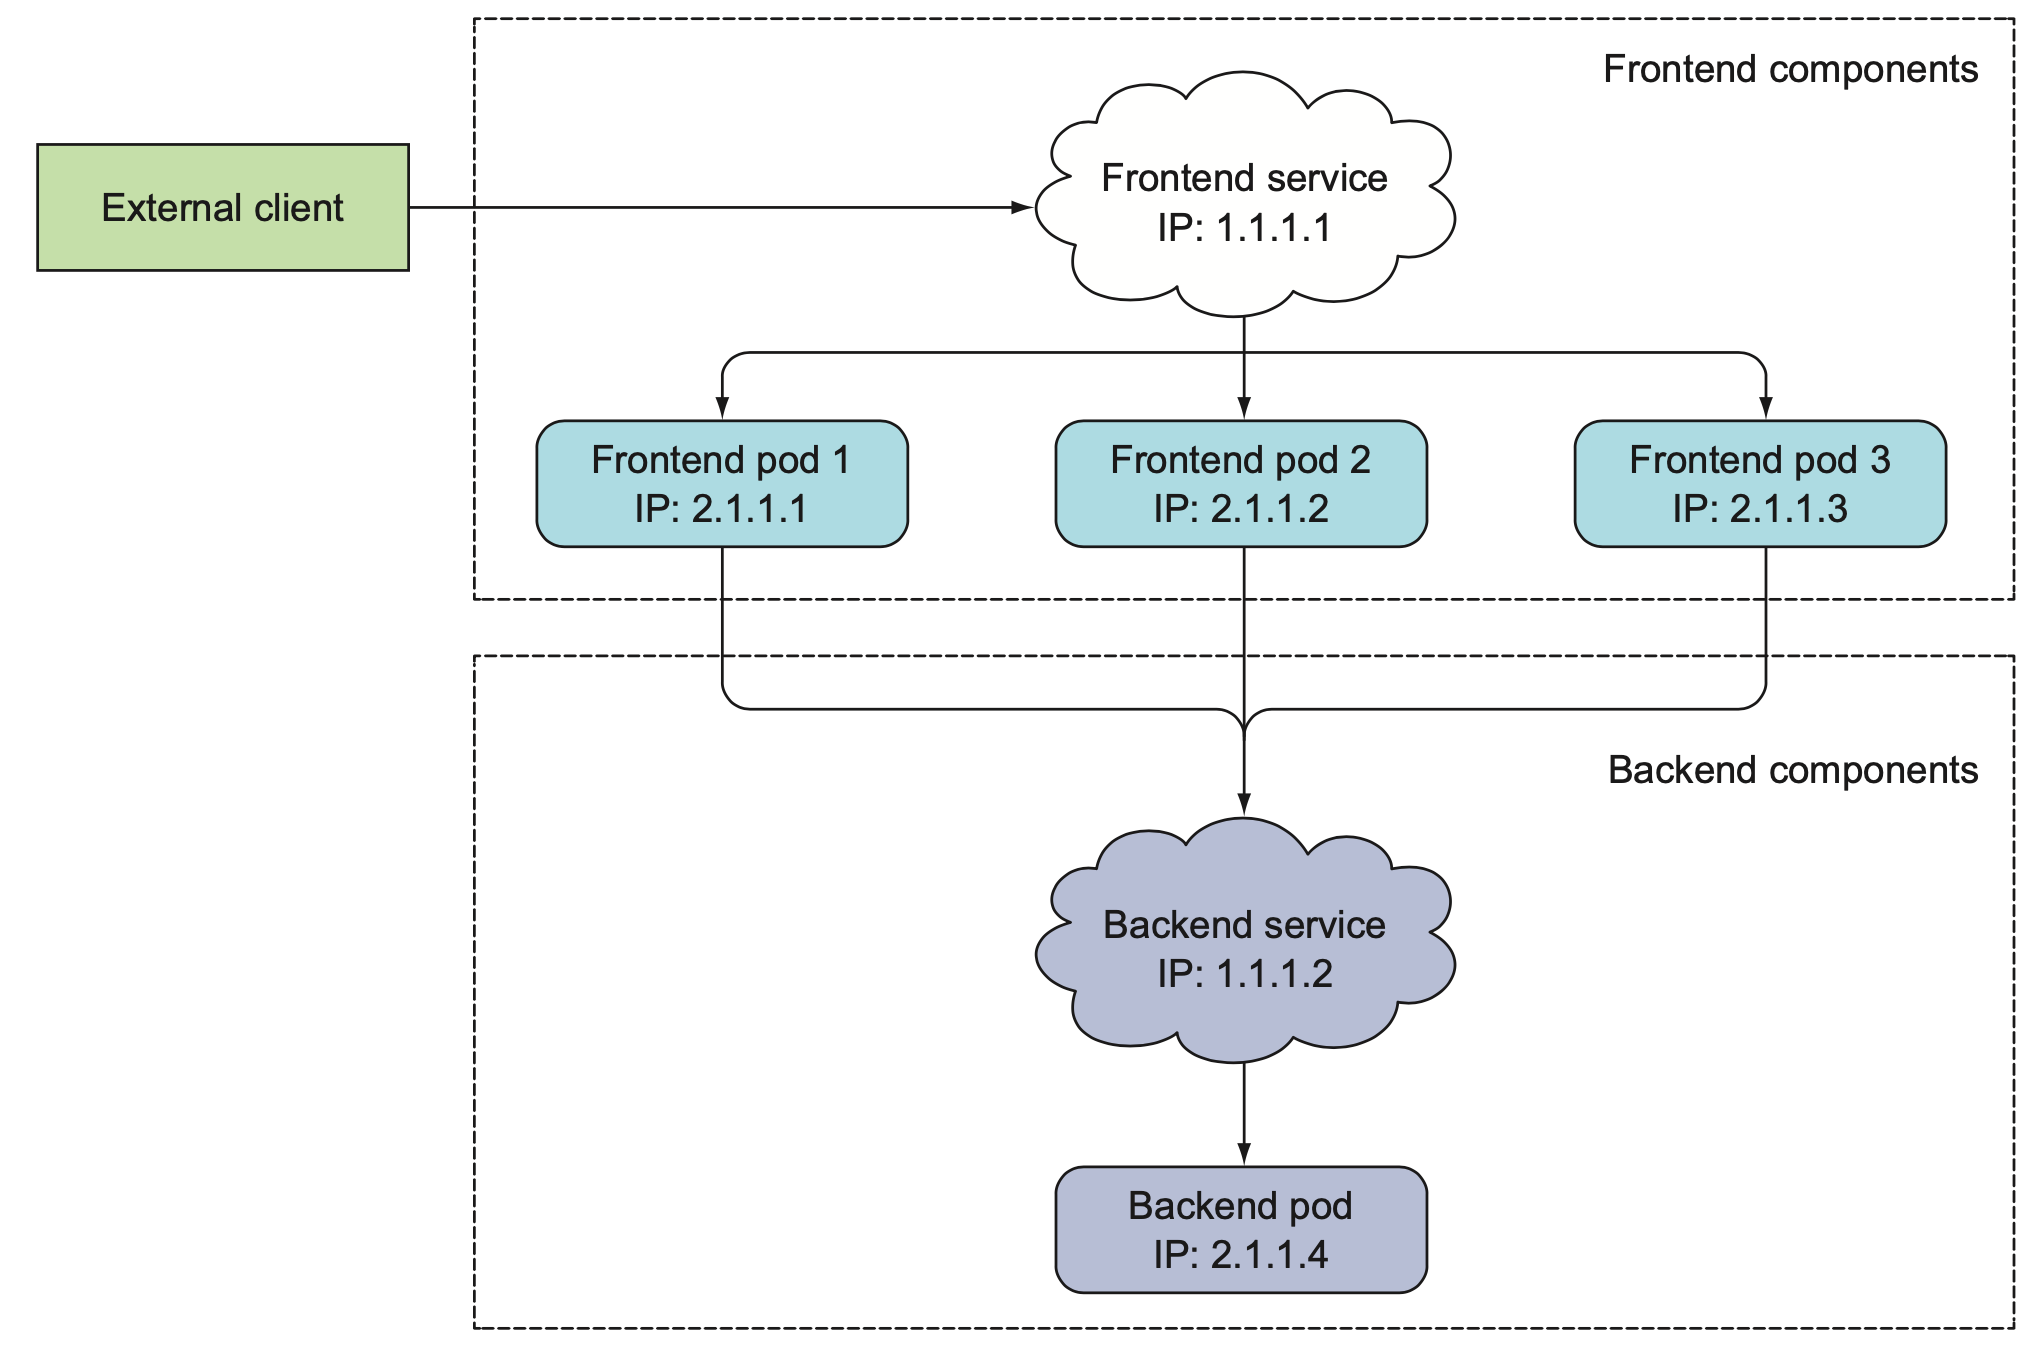 Frontend components
External client
Frontend service
IP: 1.1.1.1
Frontend pod 1
IP: 2.1.1.1
Frontend pod 2
IP: 2.1.1.2
Frontend pod 3
IP: 2.1.1.3
Backend components
Backend service
IP: 1.1.1.2
Backend pod
IP: 2.1.1.4